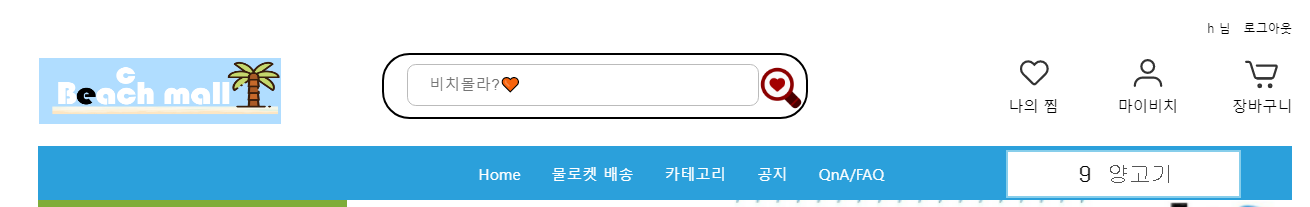 h 님 로그아웃
Beach mall
c
비치몰라?🧡
나의 찜 마이비치 장바구니
Home 물로켓 배송 카테고리 공지 QnA/FAQ
9 양고기